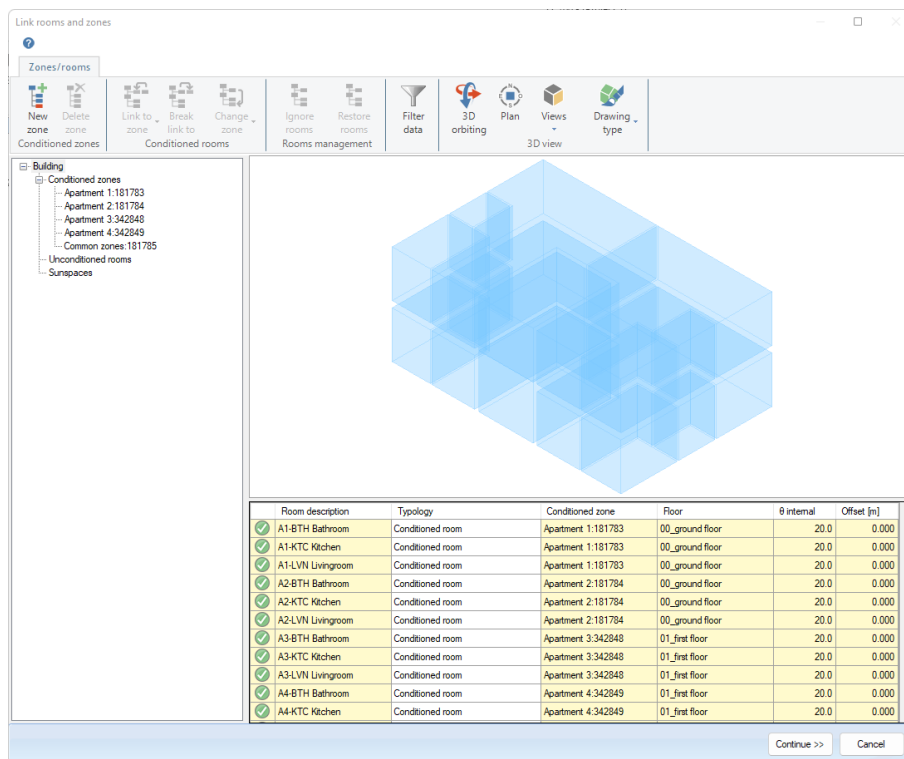 Link rooms and zones
?
Zones/rooms
New zone
Delete zone
Link to zone
Break link to
Change zone
Ignore rooms
Restore rooms
Filter data
3D orbiting
Plan
Views
Drawing type
Conditioned zones
Conditioned rooms
Rooms management
3D view
Building
Conditioned zones
Apartment 1:181783
Apartment 2:181784
Apartment 3:342848
Apartment 4:342849
Common zones:181785
Unconditioned rooms
Sunspaces
Room description Typology Conditioned zone Floor θ internal Offset [m]
A1-BTH Bathroom Conditioned room Apartment 1:181783 00_ground floor 20.0 0.000
A1-KTC Kitchen Conditioned room Apartment 1:181783 00_ground floor 20.0 0.000
A1-LVN Livingroom Conditioned room Apartment 1:181783 00_ground floor 20.0 0.000
A2-BTH Bathroom Conditioned room Apartment 2:181784 00_ground floor 20.0 0.000
A2-KTC Kitchen Conditioned room Apartment 2:181784 00_ground floor 20.0 0.000
A2-LVN Livingroom Conditioned room Apartment 2:181784 00_ground floor 20.0 0.000
A3-BTH Bathroom Conditioned room Apartment 3:342848 01_first floor 20.0 0.000
A3-KTC Kitchen Conditioned room Apartment 3:342848 01_first floor 20.0 0.000
A3-LVN Livingroom Conditioned room Apartment 3:342848 01_first floor 20.0 0.000
A4-BTH Bathroom Conditioned room Apartment 4:342849 01_first floor 20.0 0.000
A4-KTC Kitchen Conditioned room Apartment 4:342849 01_first floor 20.0 0.000
Continue >>
Cancel